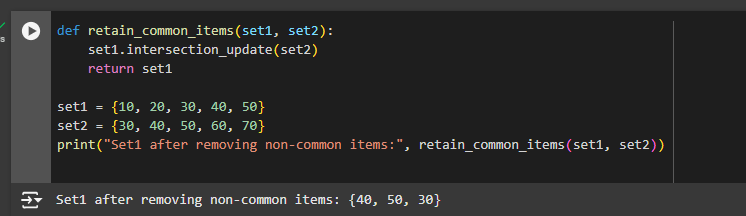 def retain_common_items(set1, set2):
    set1.intersection_update(set2)
    return set1

set1 = {10, 20, 30, 40, 50}
set2 = {30, 40, 50, 60, 70}
print("Set1 after removing non-common items:", retain_common_items(set1, set2))

Set1 after removing non-common items: {40, 50, 30}